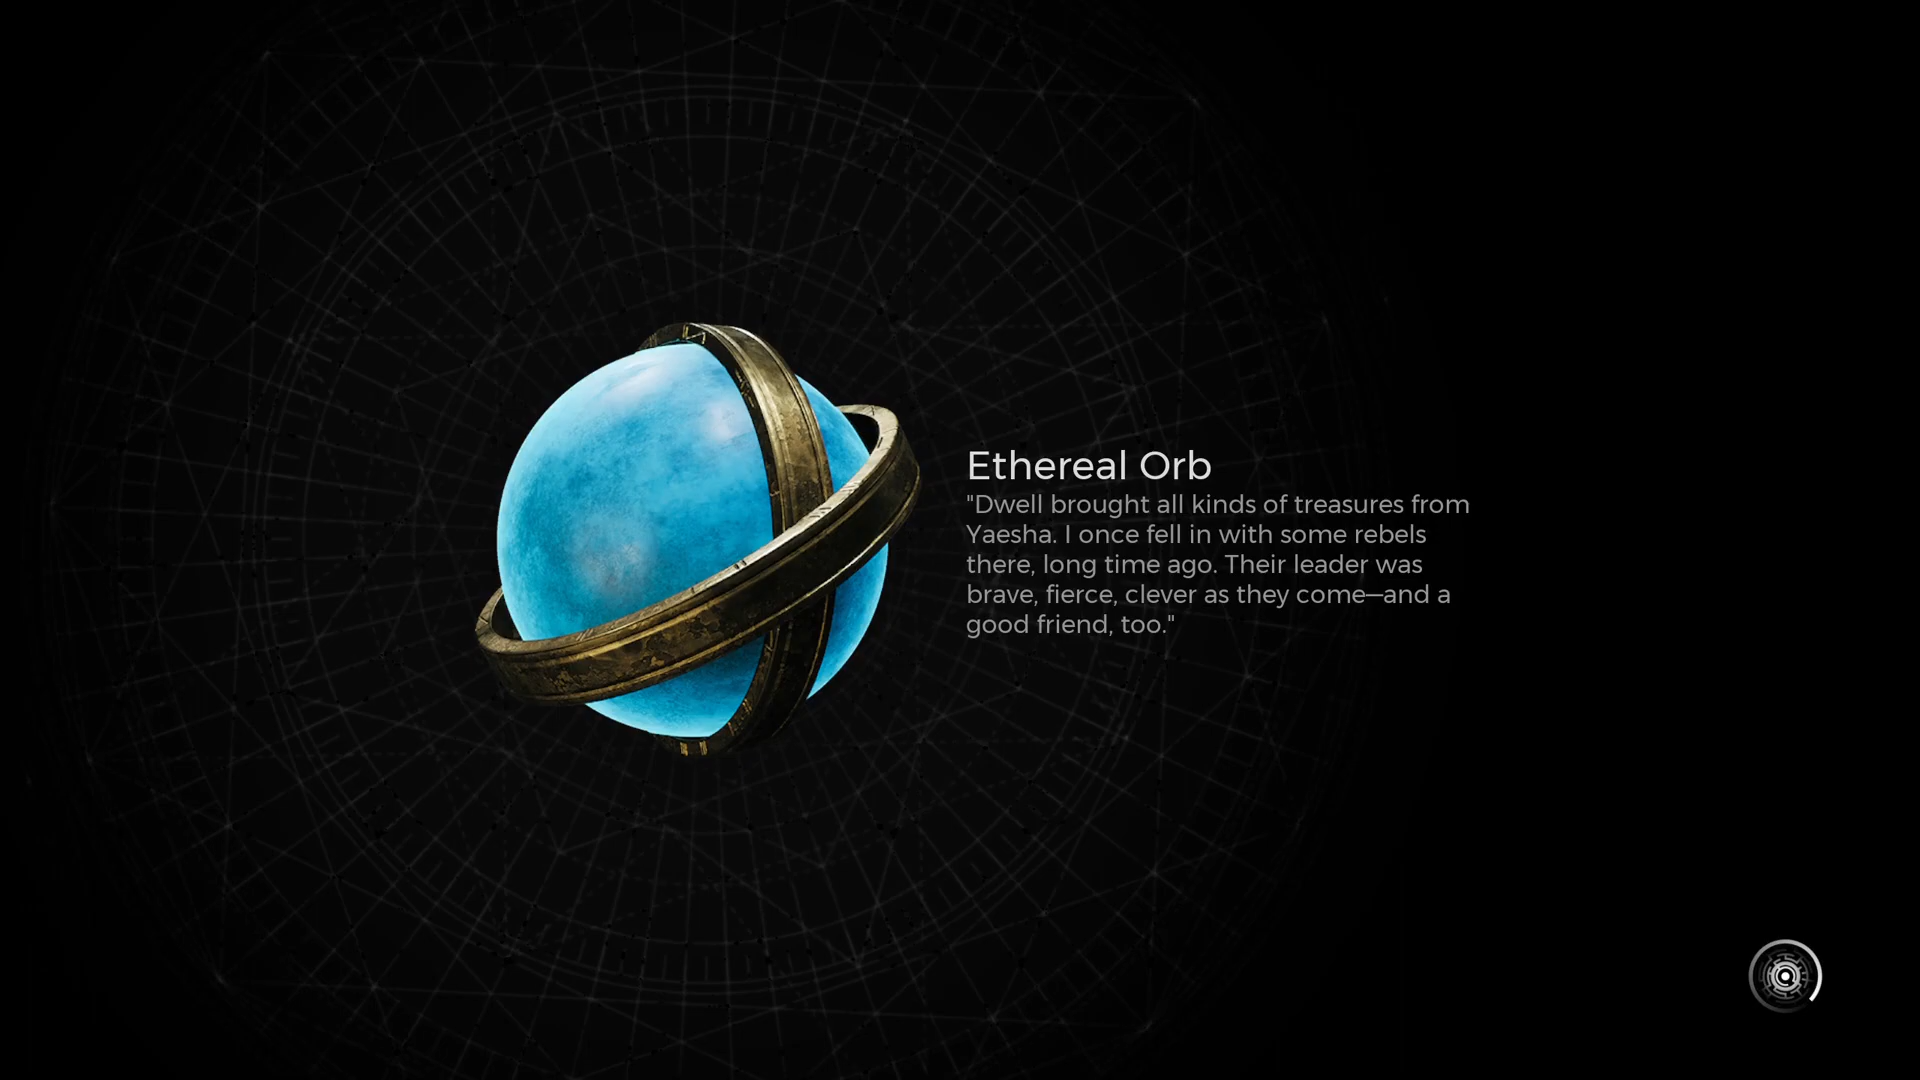 Ethereal Orb
"Dwell brought all kinds of treasures from
Yaesha. I once fell in with some rebels
there, long time ago. Their leader was
brave, fierce, clever as they come—and a
good friend, too."